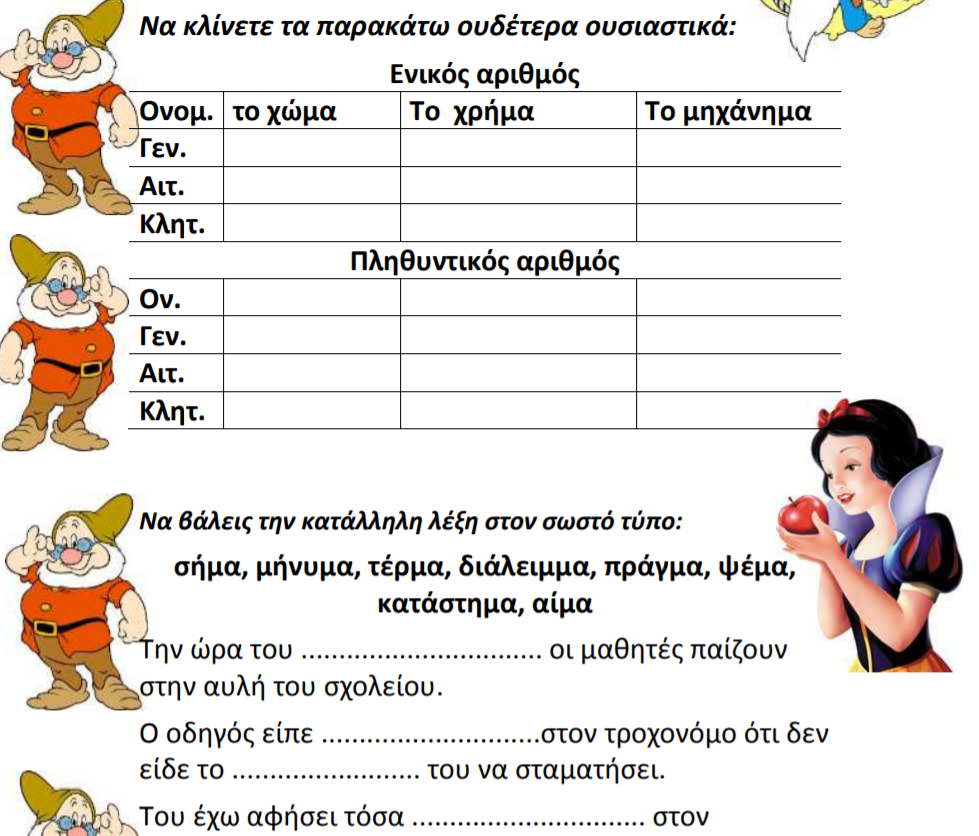 Να κλίνετε τα παρακάτω ουδέτερα ουσιαστικά:
Ενικός αριθμός
Ονομ. το χώμα Το χρήμα Το μηχάνημα
Γεν.
Αιτ.
Κλητ.
Πληθυντικός αριθμός
Ον.
Γεν.
Αιτ.
Κλητ.
Να βάλεις την κατάλληλη λέξη στον σωστό τύπο:
σήμα, μήνυμα, τέρμα, διάλειμμα, πράγμα, ψέμα,
κατάστημα, αίμα
Την ώρα του ................................ οι μαθητές παίζουν
στην αυλή του σχολείου.
Ο οδηγός είπε .............................στον τροχονόμο ότι δεν
είδε το ......................... του να σταματήσει.
Του έχω αφήσει τόσα ............................... στον